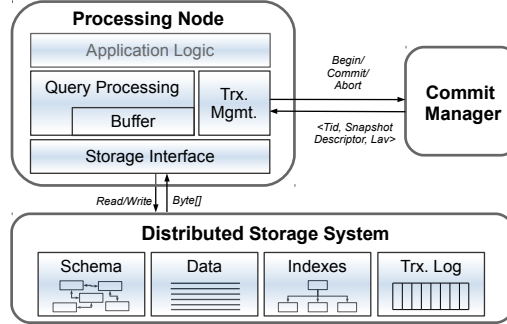 Processing Node
Application Logic
Query Processing
Buffer
Trx.
Mgmt.
Storage Interface
Begin/
Commit/
Abort
<Tid, Snapshot
Descriptor, Lav>
Commit
Manager
Read/Write
Byte[]
Distributed Storage System
Schema
Data
Indexes
Trx. Log